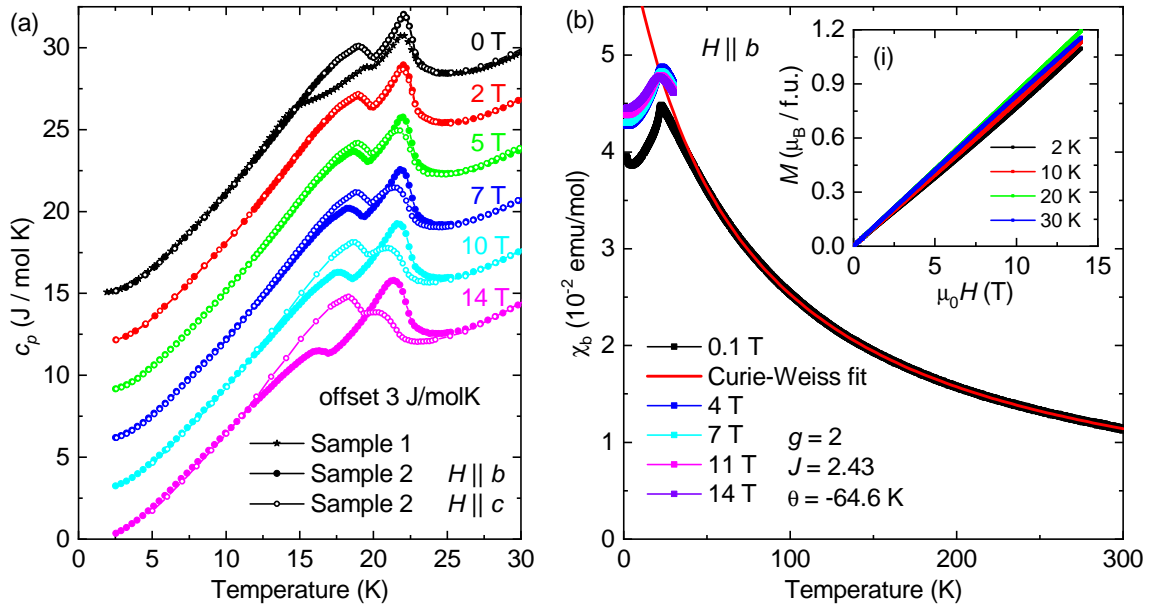 (a)
30
25
20
15
10
5
0
c_p (J / mol K)
0 T
2 T
5 T
7 T
10 T
14 T
offset 3 J/molK
Sample 1
Sample 2 H || b
Sample 2 H || c
0 5 10 15 20 25 30
Temperature (K)
(b)
H || b
5
4
3
2
1
0
χ_b (10^-2 emu/mol)
0.1 T
Curie-Weiss fit
4 T
7 T
11 T
14 T
g = 2
J = 2.43
θ = -64.6 K
0 100 200 300
Temperature (K)
(i)
1.2
0.9
0.6
0.3
0.0
M (μ_B / f.u.)
2 K
10 K
20 K
30 K
0 5 10 15
μ_0H (T)